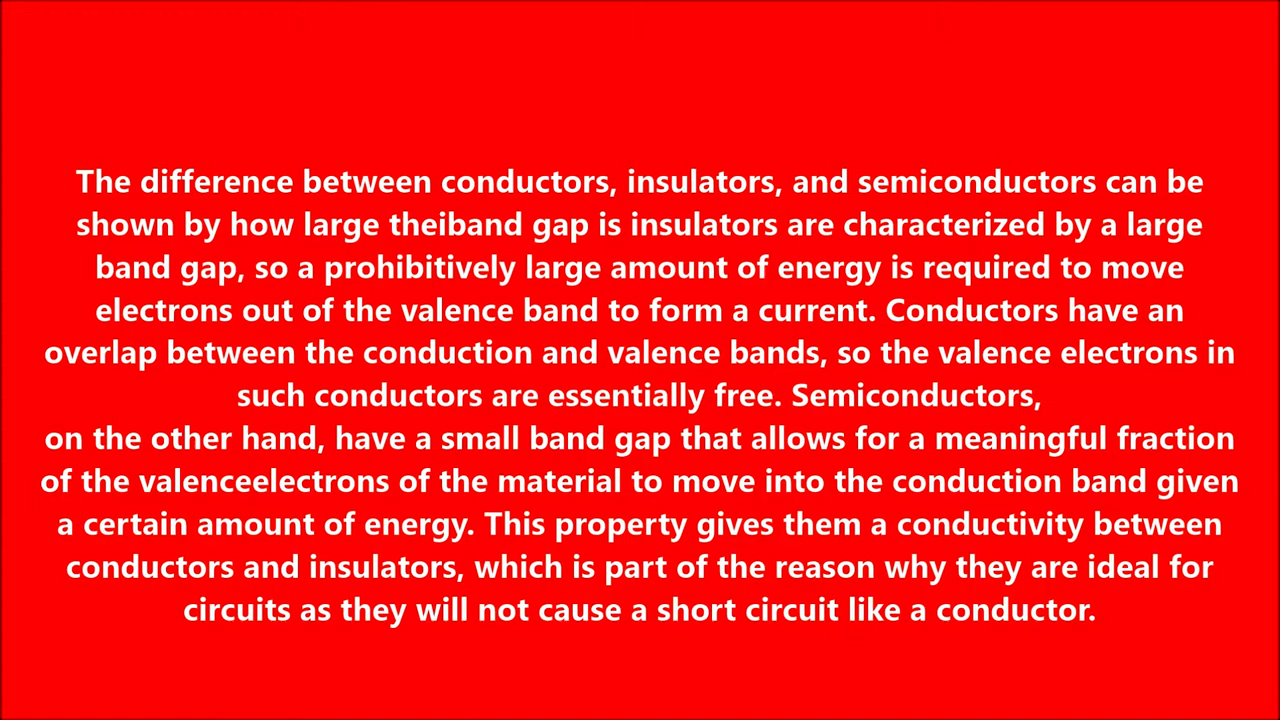 The difference between conductors, insulators, and semiconductors can be
shown by how large theiband gap is insulators are characterized by a large
band gap, so a prohibitively large amount of energy is required to move
electrons out of the valence band to form a current. Conductors have an
overlap between the conduction and valence bands, so the valence electrons in
such conductors are essentially free. Semiconductors,
on the other hand, have a small band gap that allows for a meaningful fraction
of the valenceelectrons of the material to move into the conduction band given
a certain amount of energy. This property gives them a conductivity between
conductors and insulators, which is part of the reason why they are ideal for
circuits as they will not cause a short circuit like a conductor.